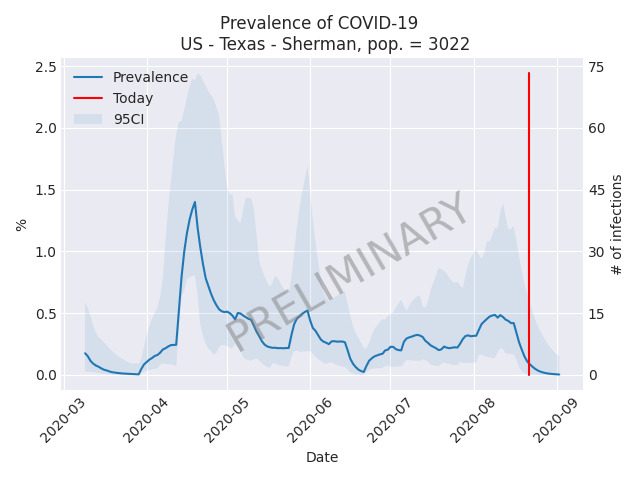 Prevalence of COVID-19
US - Texas - Sherman, pop. = 3022
Prevalence
Today
95CI
PRELIMINARY
%
2.5
2.0
1.5
1.0
0.5
0.0
75
60
45
30
15
0
# of infections
2020-03
2020-04
2020-05
2020-06
2020-07
2020-08
2020-09
Date